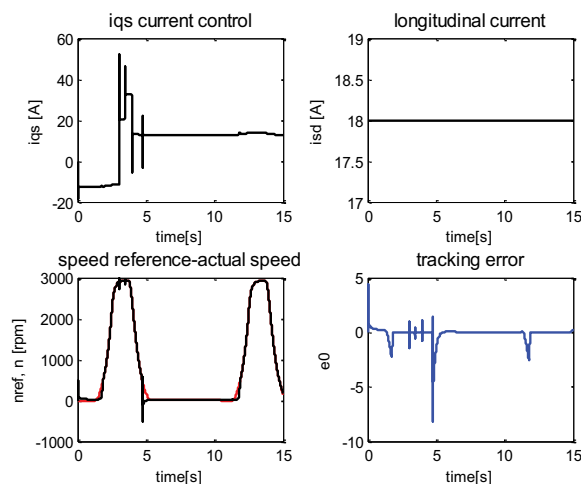 iqs current control
longitudinal current
60
40
20
0
-20
iqs [A]
0 5 10 15
time[s]
19
18.5
18
17.5
17
isd [A]
0 5 10 15
time[s]
speed reference-actual speed
tracking error
3000
2000
1000
0
-1000
nref, n [rpm]
0 5 10 15
time[s]
5
0
-5
-10
e0
0 5 10 15
time[s]